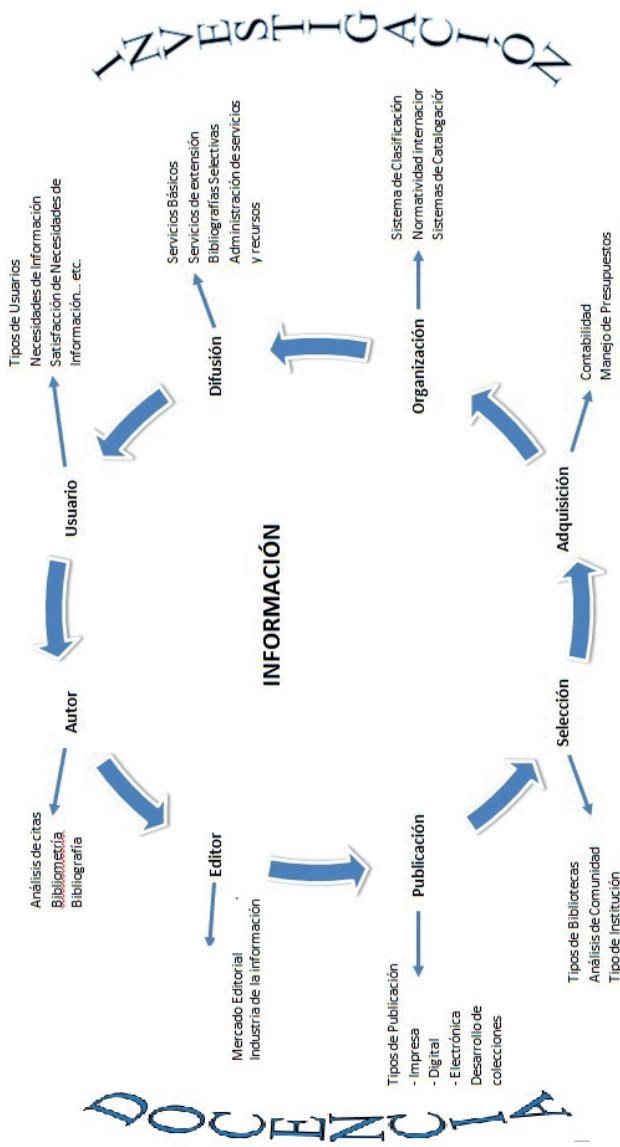 DOCENCIA
INVESTIGACIÓN
INFORMACIÓN
Autor
Análisis de citas
Bibliometría
Bibliografía
Usuario
Tipos de Usuarios
Necesidades de Información
Satisfacción de Necesidades de
Información... etc.
Difusión
Servicios Básicos
Servicios de extensión
Bibliografías Selectivas
Administración de servicios
y recursos
Organización
Sistema de Clasificación
Normatividad internacior
Sistemas de Catalogaciór
Adquisición
Contabilidad
Manejo de Presupuestos
Selección
Tipos de Bibliotecas
Análisis de Comunidad
Tipo de Institución
Publicación
Tipos de Publicación
- Impresa
- Digital
- Electrónica
Desarrollo de
colecciones
Editor
Mercado Editorial
Industria de la información